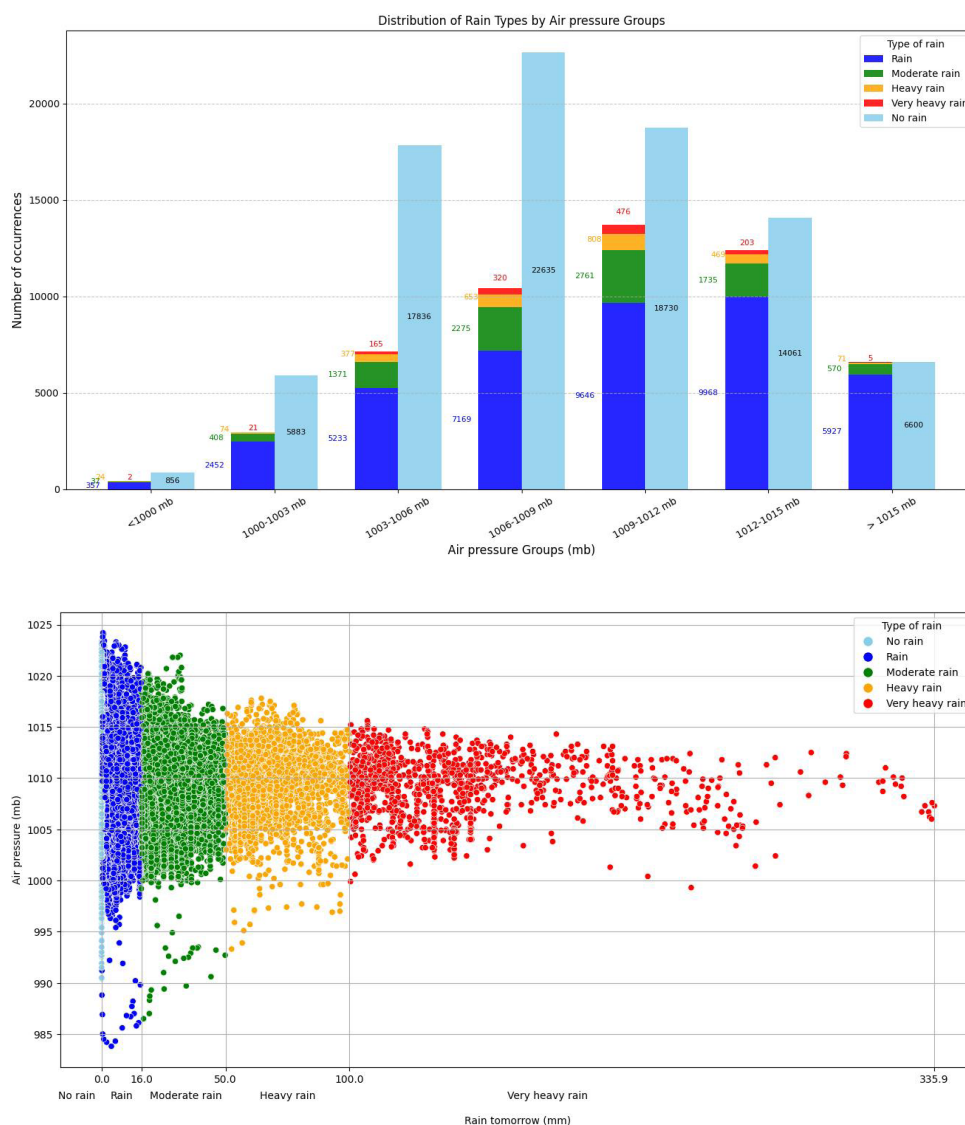 Distribution of Rain Types by Air pressure Groups
Type of rain
Rain
Moderate rain
Heavy rain
Very heavy rain
No rain
Number of occurrences
20000
15000
10000
5000
0
24
357
2
856
74
408
2452
21
5883
377
1371
5233
165
17836
653
2275
7169
320
22635
808
2761
9646
476
18730
1735
9968
203
14061
71
570
5927
5
6600
<1000 mb
1000-1003 mb
1003-1006 mb
1006-1009 mb
1009-1012 mb
1012-1015 mb
> 1015 mb
Air pressure Groups (mb)
Type of rain
No rain
Rain
Moderate rain
Heavy rain
Very heavy rain
Air pressure (mb)
1025
1020
1015
1010
1005
1000
995
990
985
0.0 16.0 50.0 100.0 335.9
No rain Rain Moderate rain Heavy rain Very heavy rain
Rain tomorrow (mm)